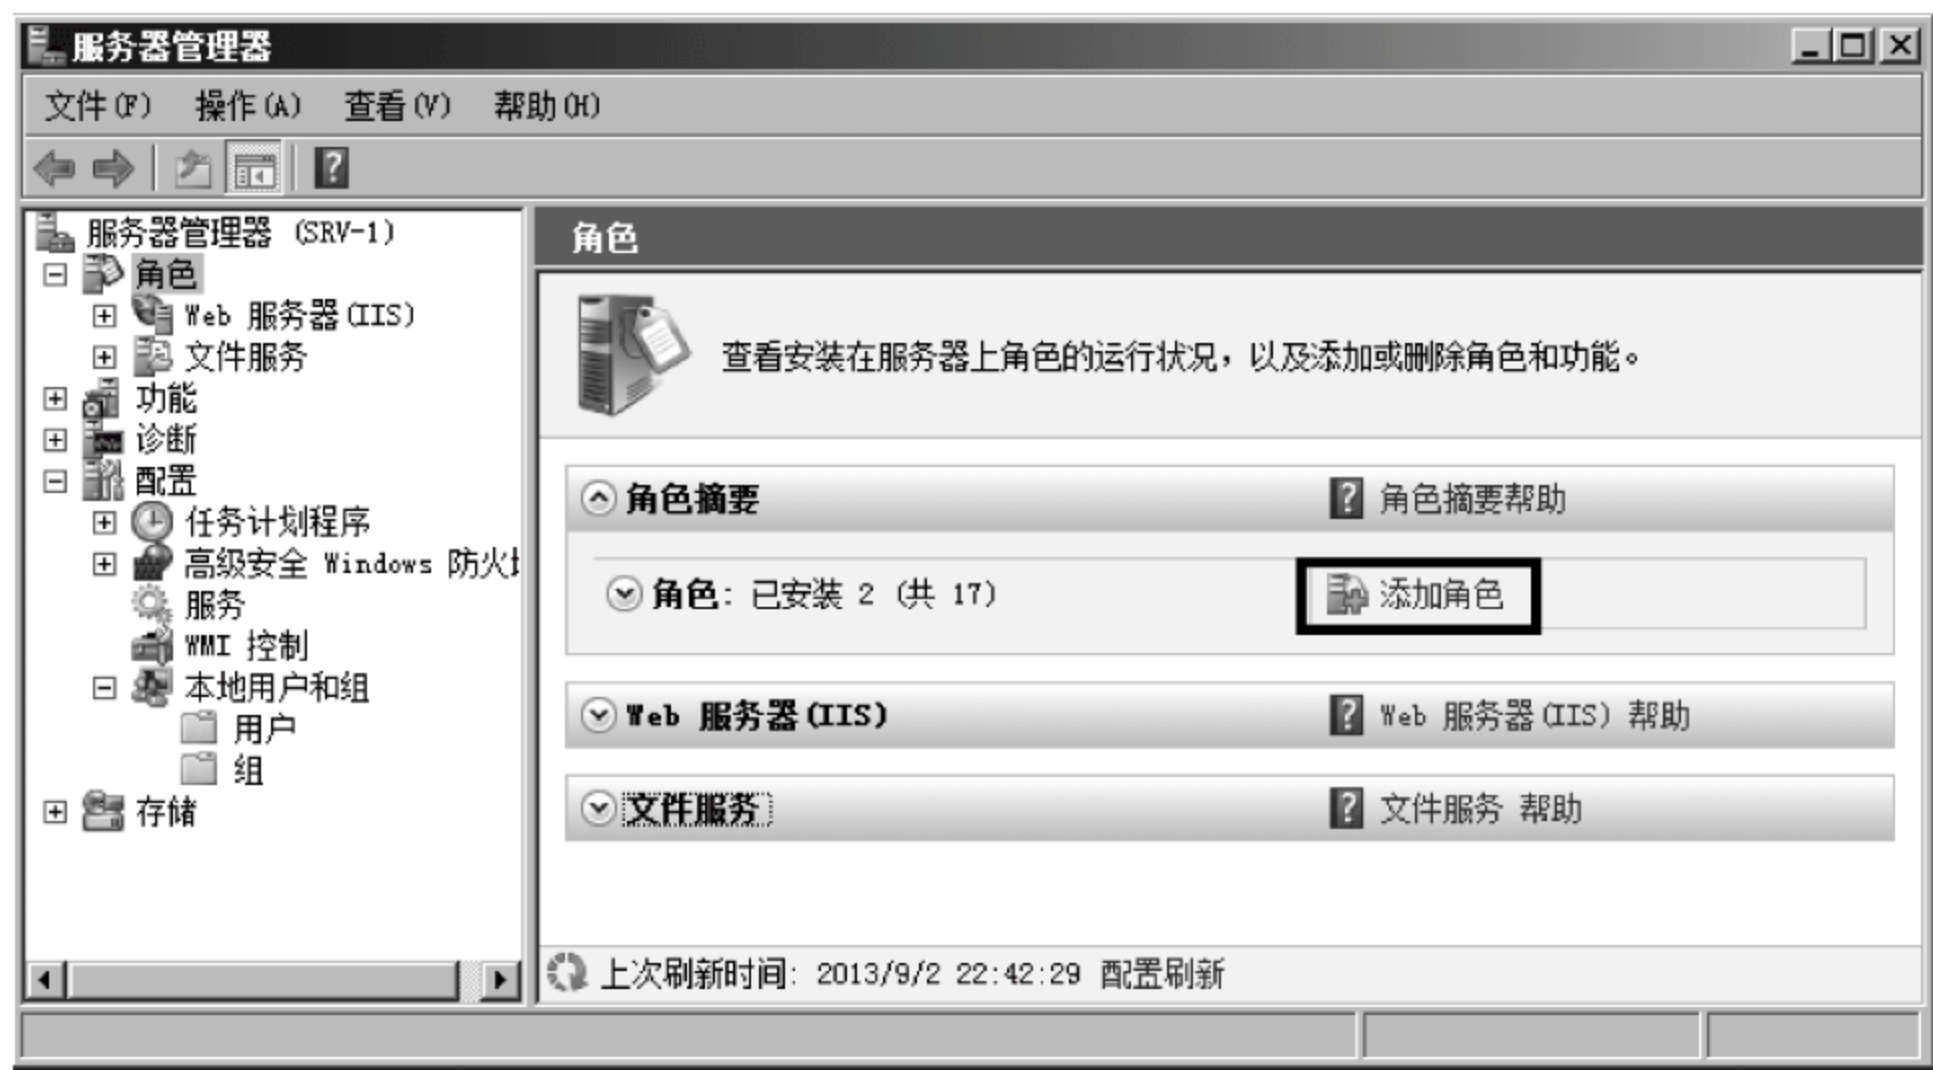 服务器管理器
文件(F) 操作(A) 查看(V) 帮助(H)
服务器管理器 (SRV-1)
角色
Web 服务器(IIS)
文件服务
功能
诊断
配置
任务计划程序
高级安全 Windows 防火
服务
WMI 控制
本地用户和组
用户
组
存储
角色
查看安装在服务器上角色的运行状况，以及添加或删除角色和功能。
角色摘要
角色摘要帮助
角色: 已安装 2 (共 17)
添加角色
Web 服务器(IIS)
Web 服务器(IIS) 帮助
文件服务
文件服务 帮助
上次刷新时间: 2013/9/2 22:42:29 配置刷新